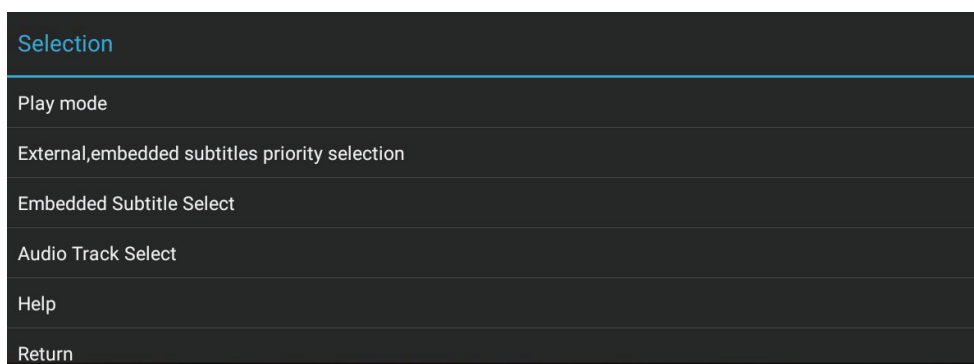 Selection
Play mode
External,embedded subtitles priority selection
Embedded Subtitle Select
Audio Track Select
Help
Return